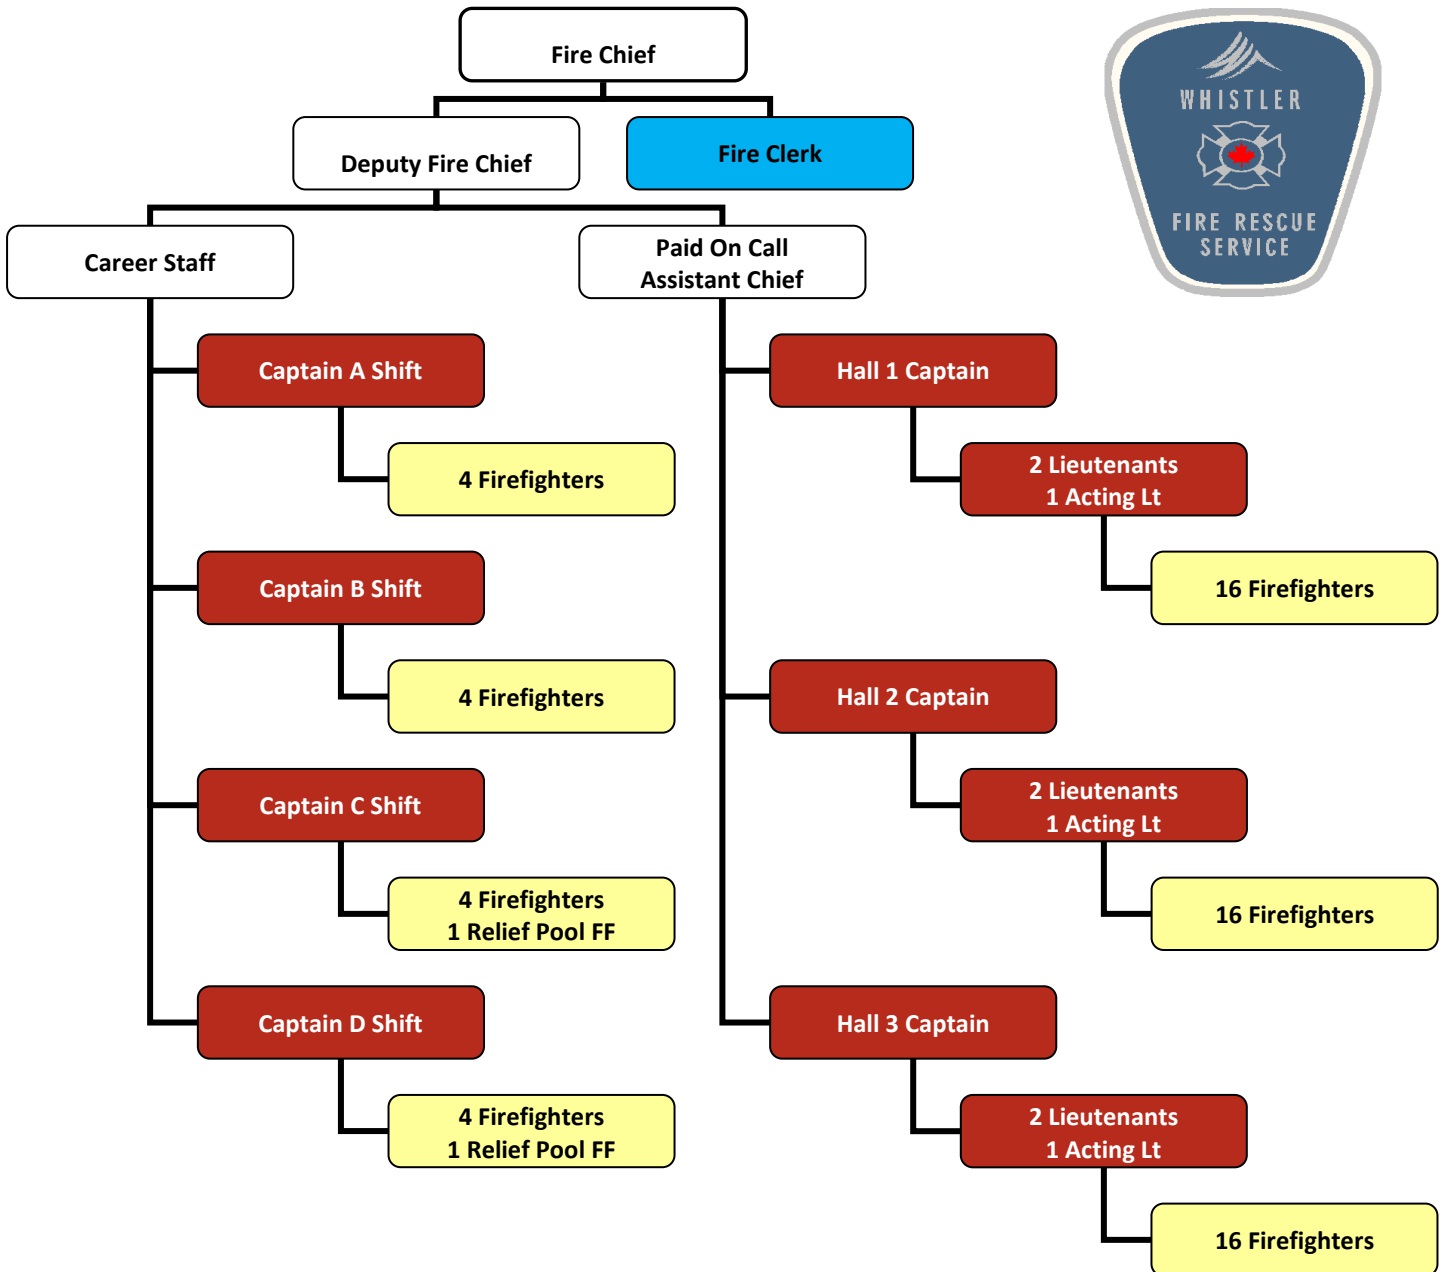 Fire Chief
WHISTLER
FIRE RESCUE
SERVICE
Deputy Fire Chief
Fire Clerk
Career Staff
Paid On Call
Assistant Chief
Captain A Shift
4 Firefighters
Captain B Shift
4 Firefighters
Captain C Shift
4 Firefighters
1 Relief Pool FF
Captain D Shift
4 Firefighters
1 Relief Pool FF
Hall 1 Captain
2 Lieutenants
1 Acting Lt
16 Firefighters
Hall 2 Captain
2 Lieutenants
1 Acting Lt
16 Firefighters
Hall 3 Captain
2 Lieutenants
1 Acting Lt
16 Firefighters